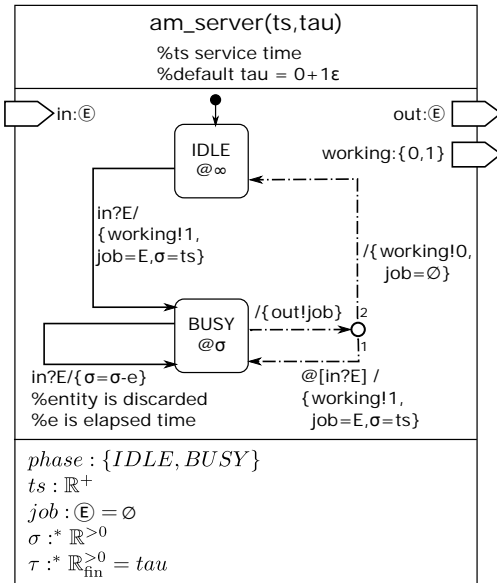 am_server(ts,tau)
%ts service time
%default tau = 0+1ε
in:Ⓔ
out:Ⓔ
working:{0,1}
IDLE
@∞
in?E/
{working!1,
job=E,σ=ts}
/{working!0,
job=∅}
/{out!job}
BUSY
@σ
2
1
in?E/{σ=σ-e}
%entity is discarded
%e is elapsed time
@[in?E] /
{working!1,
job=E,σ=ts}
phase : {IDLE, BUSY}
ts : ℝ⁺
job : Ⓔ = ∅
σ :* ℝ^{>0}
τ :* ℝ^{>0}_{fin} = tau